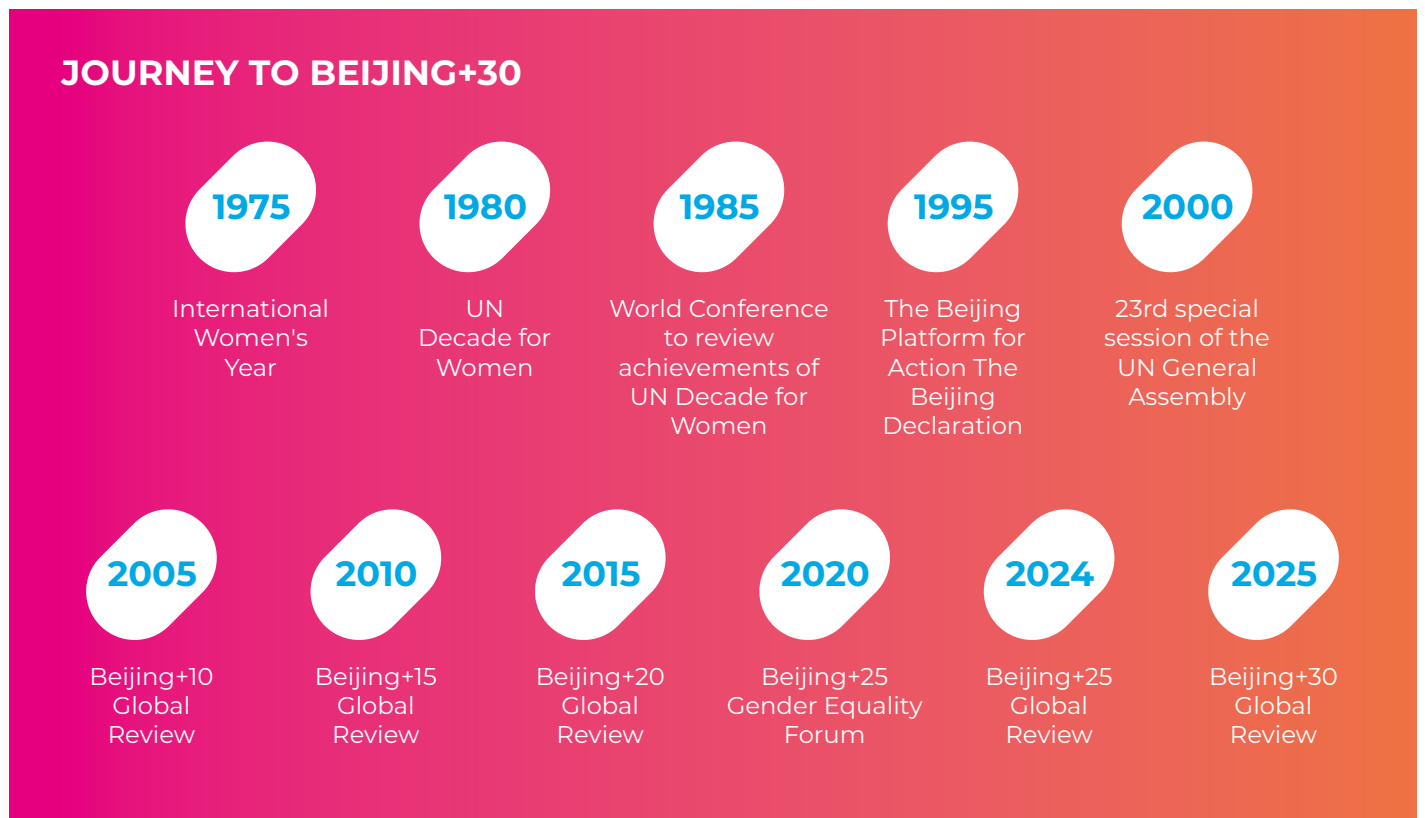 JOURNEY TO BEIJING+30
1975
International
Women's
Year
1980
UN
Decade for
Women
1985
World Conference
to review
achievements of
UN Decade for
Women
1995
The Beijing
Platform for
Action The
Beijing
Declaration
2000
23rd special
session of the
UN General
Assembly
2005
Beijing+10
Global
Review
2010
Beijing+15
Global
Review
2015
Beijing+20
Global
Review
2020
Beijing+25
Gender Equality
Forum
2024
Beijing+25
Global
Review
2025
Beijing+30
Global
Review